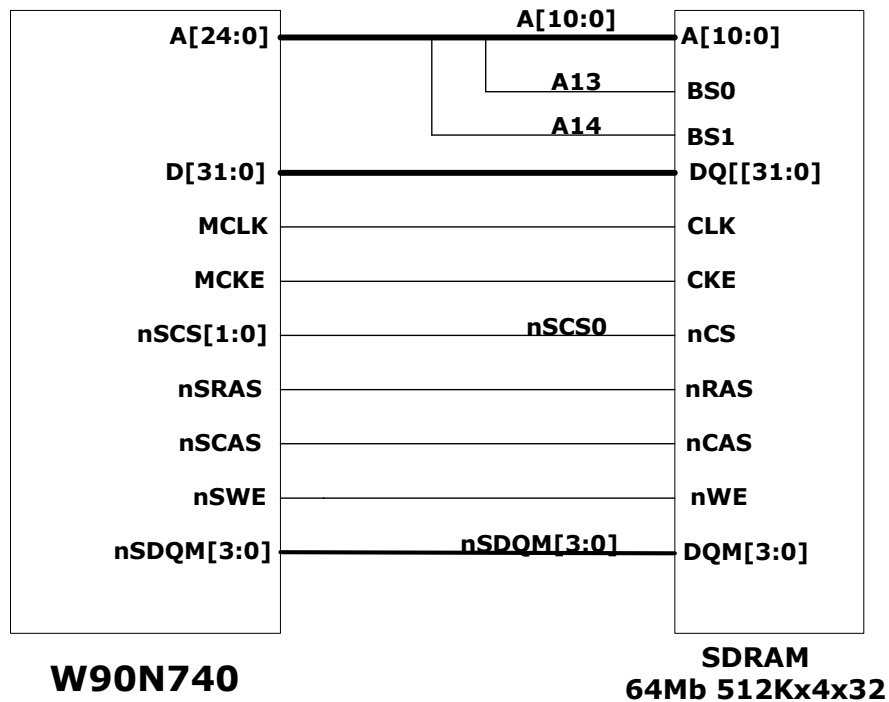 A[24:0] A[10:0] A[10:0]
A13 BS0
A14 BS1
D[31:0] DQ[[31:0]
MCLK CLK
MCKE CKE
nSCS[1:0] nSCS0 nCS
nSRAS nRAS
nSCAS nCAS
nSWE nWE
nSDQM[3:0] nSDQM[3:0] DQM[3:0]
W90N740
SDRAM
64Mb 512Kx4x32